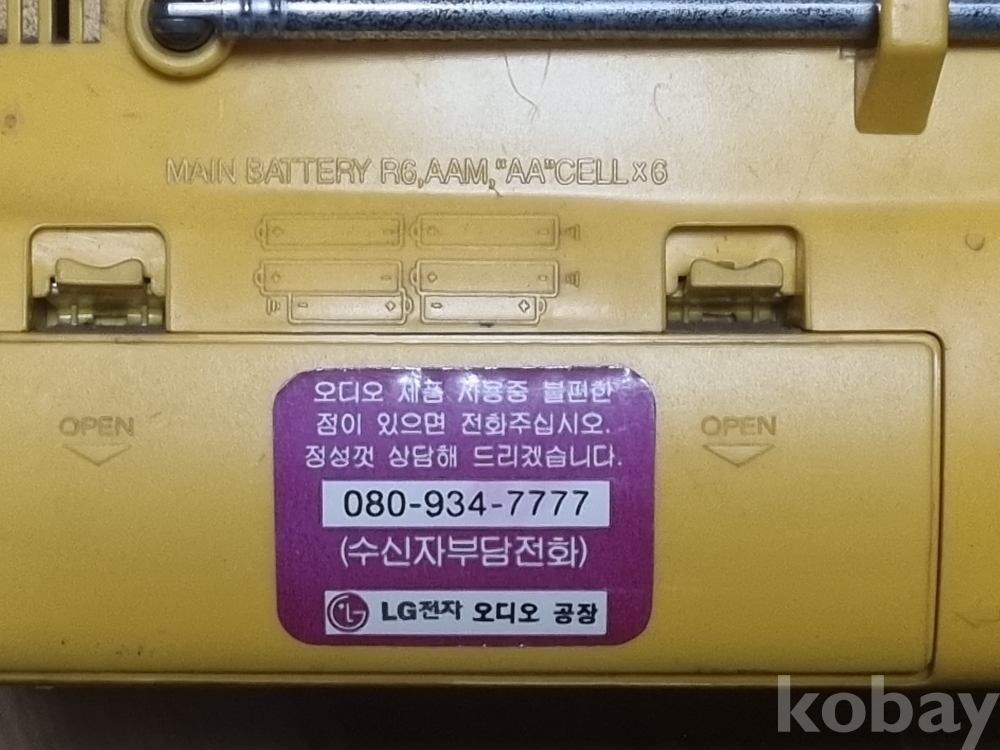 MAIN BATTERY R6,AAM,"AA"CELL×6
OPEN
OPEN
오디오 제품 사용중 불편한
점이 있으면 전화주십시오.
정성껏 상담해 드리겠습니다.
080-934-7777
(수신자부담전화)
LG전자 오디오 공장
kobay